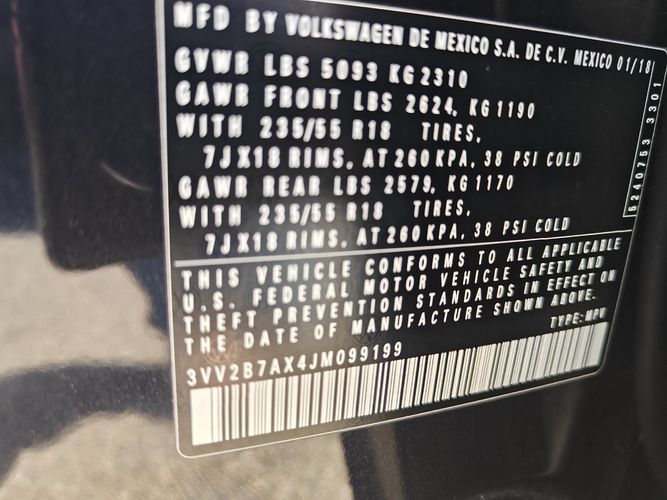 MFD BY VOLKSWAGEN DE MEXICO S.A. DE C.V. MEXICO 01/18
GVWR LBS 5093 KG 2310
GAWR FRONT LBS 2624, KG 1190
WITH 235/55 R18 TIRES,
7JX18 RIMS, AT 260 KPA, 38 PSI COLD
GAWR REAR LBS 2579, KG 1170
WITH 235/55 R18 TIRES,
7JX18 RIMS, AT 260 KPA, 38 PSI COLD
5240753 3301
THIS VEHICLE CONFORMS TO ALL APPLICABLE
U.S. FEDERAL MOTOR VEHICLE SAFETY AND
THEFT PREVENTION STANDARDS IN EFFECT ON
THE DATE OF MANUFACTURE SHOWN ABOVE.
TYPE: MPV
3VV2B7AX4JM099199